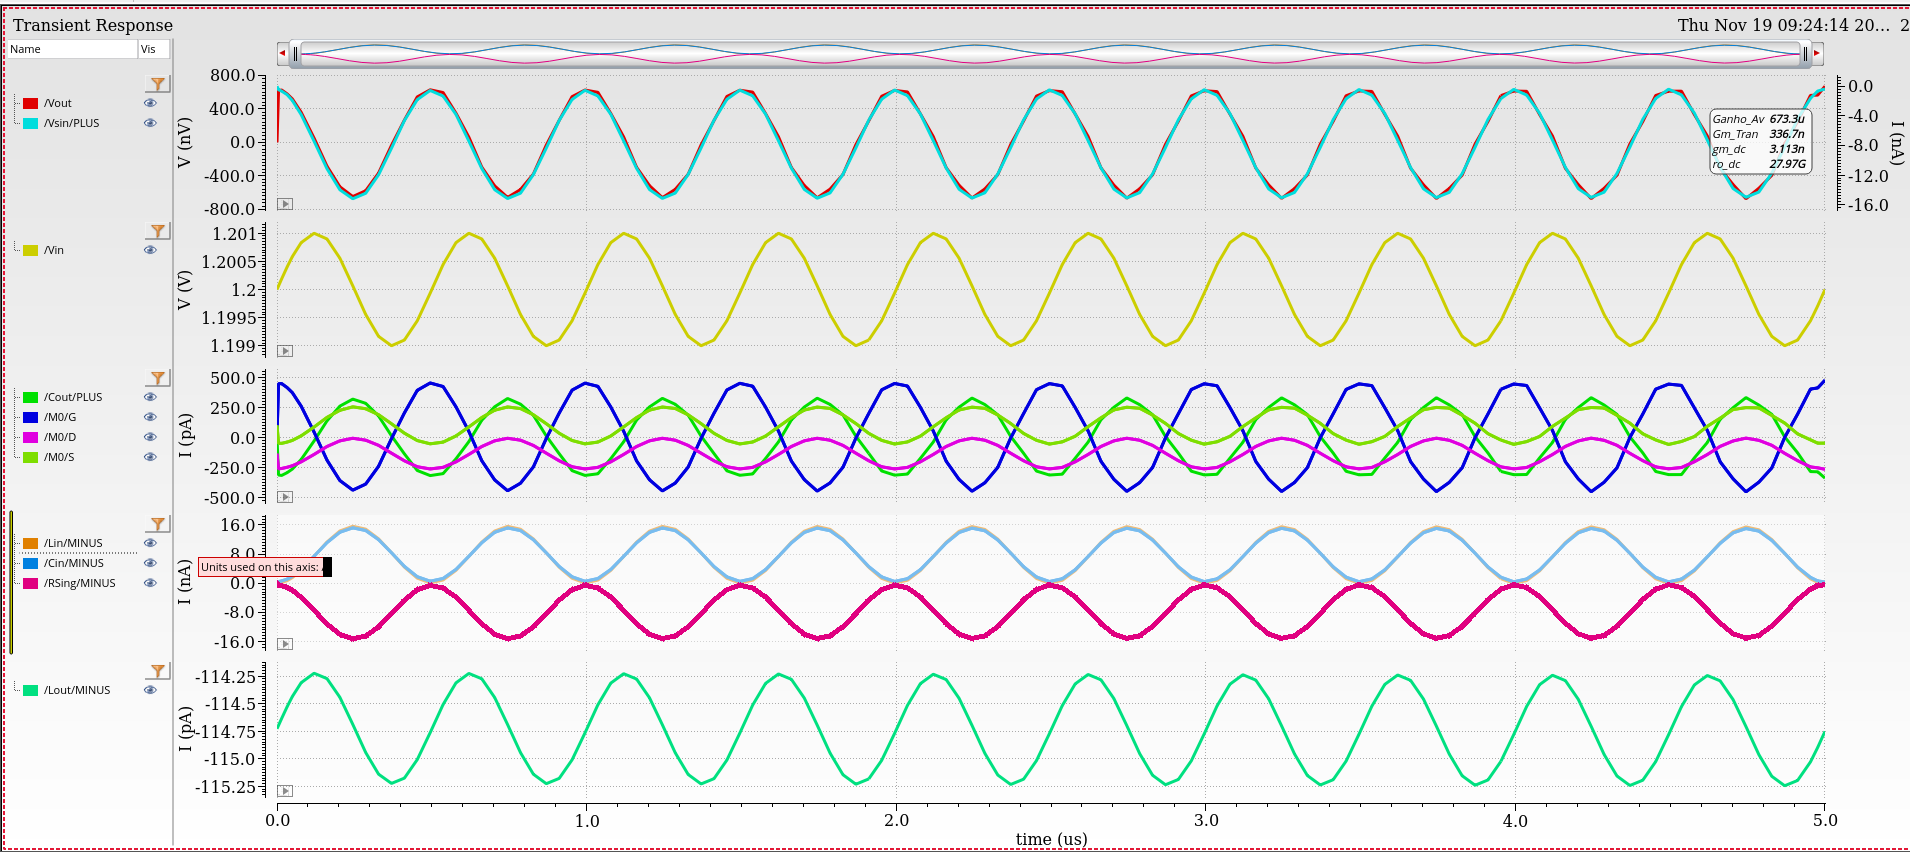 Transient Response
Thu Nov 19 09:24:14 20... 2
Name Vis
/Vout
/Vsin/PLUS
800.0
400.0
0.0
-400.0
-800.0
V (nV)
0.0
-4.0
-8.0
-12.0
-16.0
I (nA)
Ganho_Av 673.3u
Gm_Tran 336.7n
gm_dc 3.113n
ro_dc 27.97G
/Vin
1.201
1.2005
1.2
1.1995
1.199
V (V)
/Cout/PLUS
/M0/G
/M0/D
/M0/S
500.0
250.0
0.0
-250.0
-500.0
I (pA)
/Lin/MINUS
/Cin/MINUS
/RSing/MINUS
16.0
8.0
0.0
-8.0
-16.0
I (nA)
Units used on this axis:
/Lout/MINUS
-114.25
-114.5
-114.75
-115.0
-115.25
I (pA)
0.0 1.0 2.0 3.0 4.0 5.0
time (us)